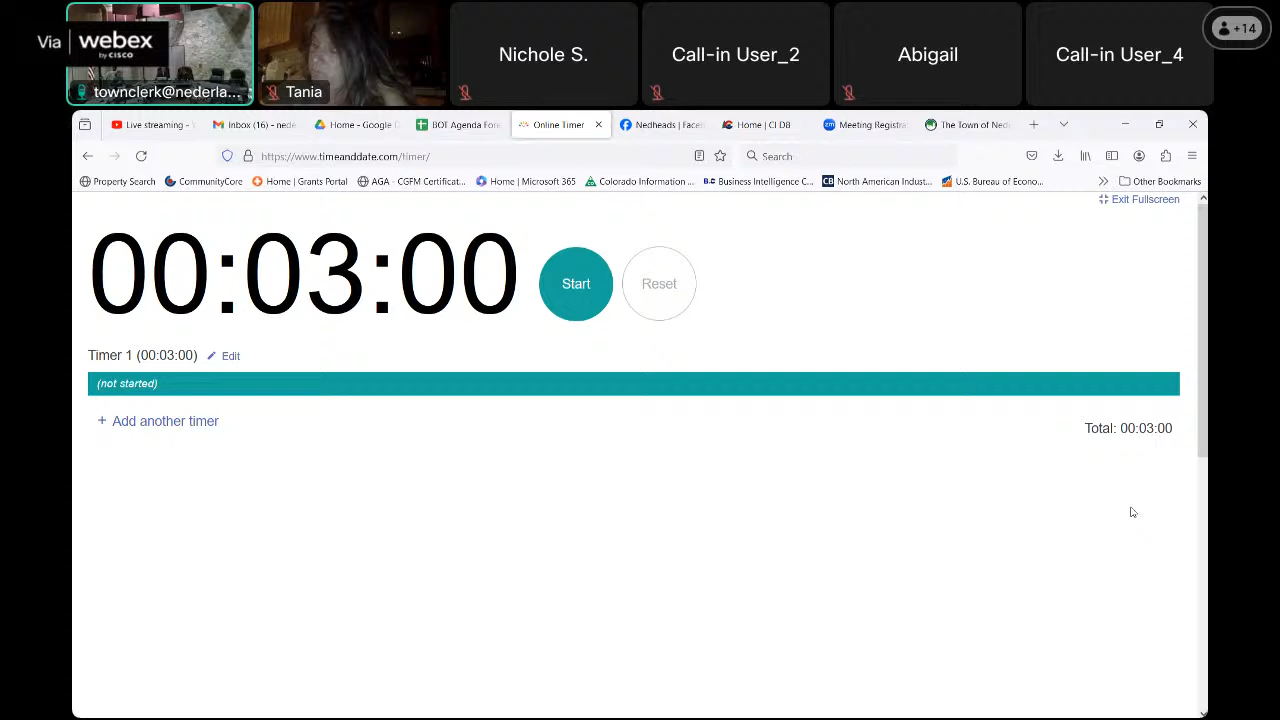 Via webex
by CISCO
townclerk@nederla...
Tania
Nichole S.
Call-in User_2
Abigail
Call-in User_4
+14
Live streaming - Y
Inbox (16) - nede
Home - Google D
BOT Agenda Fore
Online Timer
Nedheads | Face
Home | CI D8
Meeting Registra
The Town of Ned
https://www.timeanddate.com/timer/
Search
Property Search
CommunityCore
Home | Grants Portal
AGA - CGFM Certificat...
Home | Microsoft 365
Colorado Information ...
Business Intelligence C...
North American Indust...
U.S. Bureau of Econo...
Other Bookmarks
Exit Fullscreen
00:03:00
Start
Reset
Timer 1 (00:03:00) Edit
(not started)
+ Add another timer
Total: 00:03:00